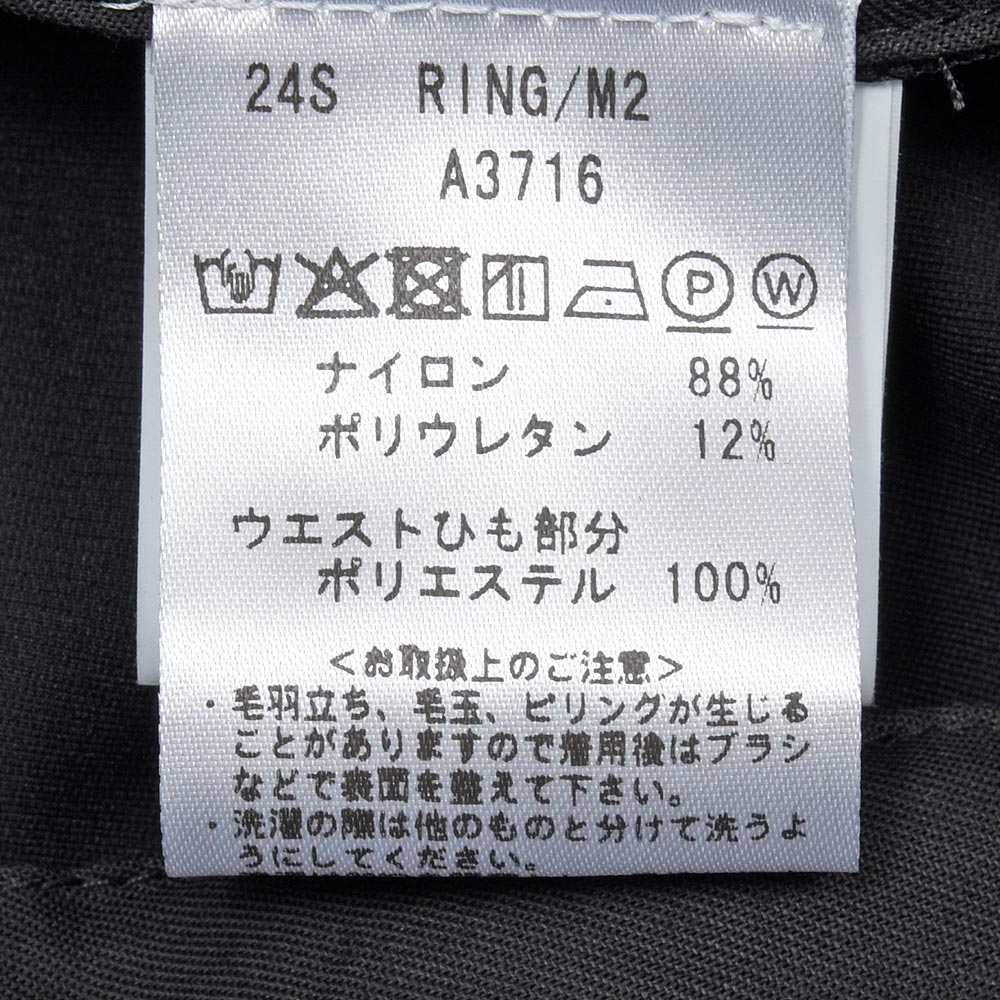 24S RING/M2
A3716
P W
ナイロン 88%
ポリウレタン 12%
ウエストひも部分
ポリエステル 100%
<お取扱上のご注意>
・毛羽立ち、毛玉、ピリングが生じる
ことがありますので着用後はブラシ
などで表面を整えて下さい。
・洗濯の際は他のものと分けて洗うよ
うにしてください。